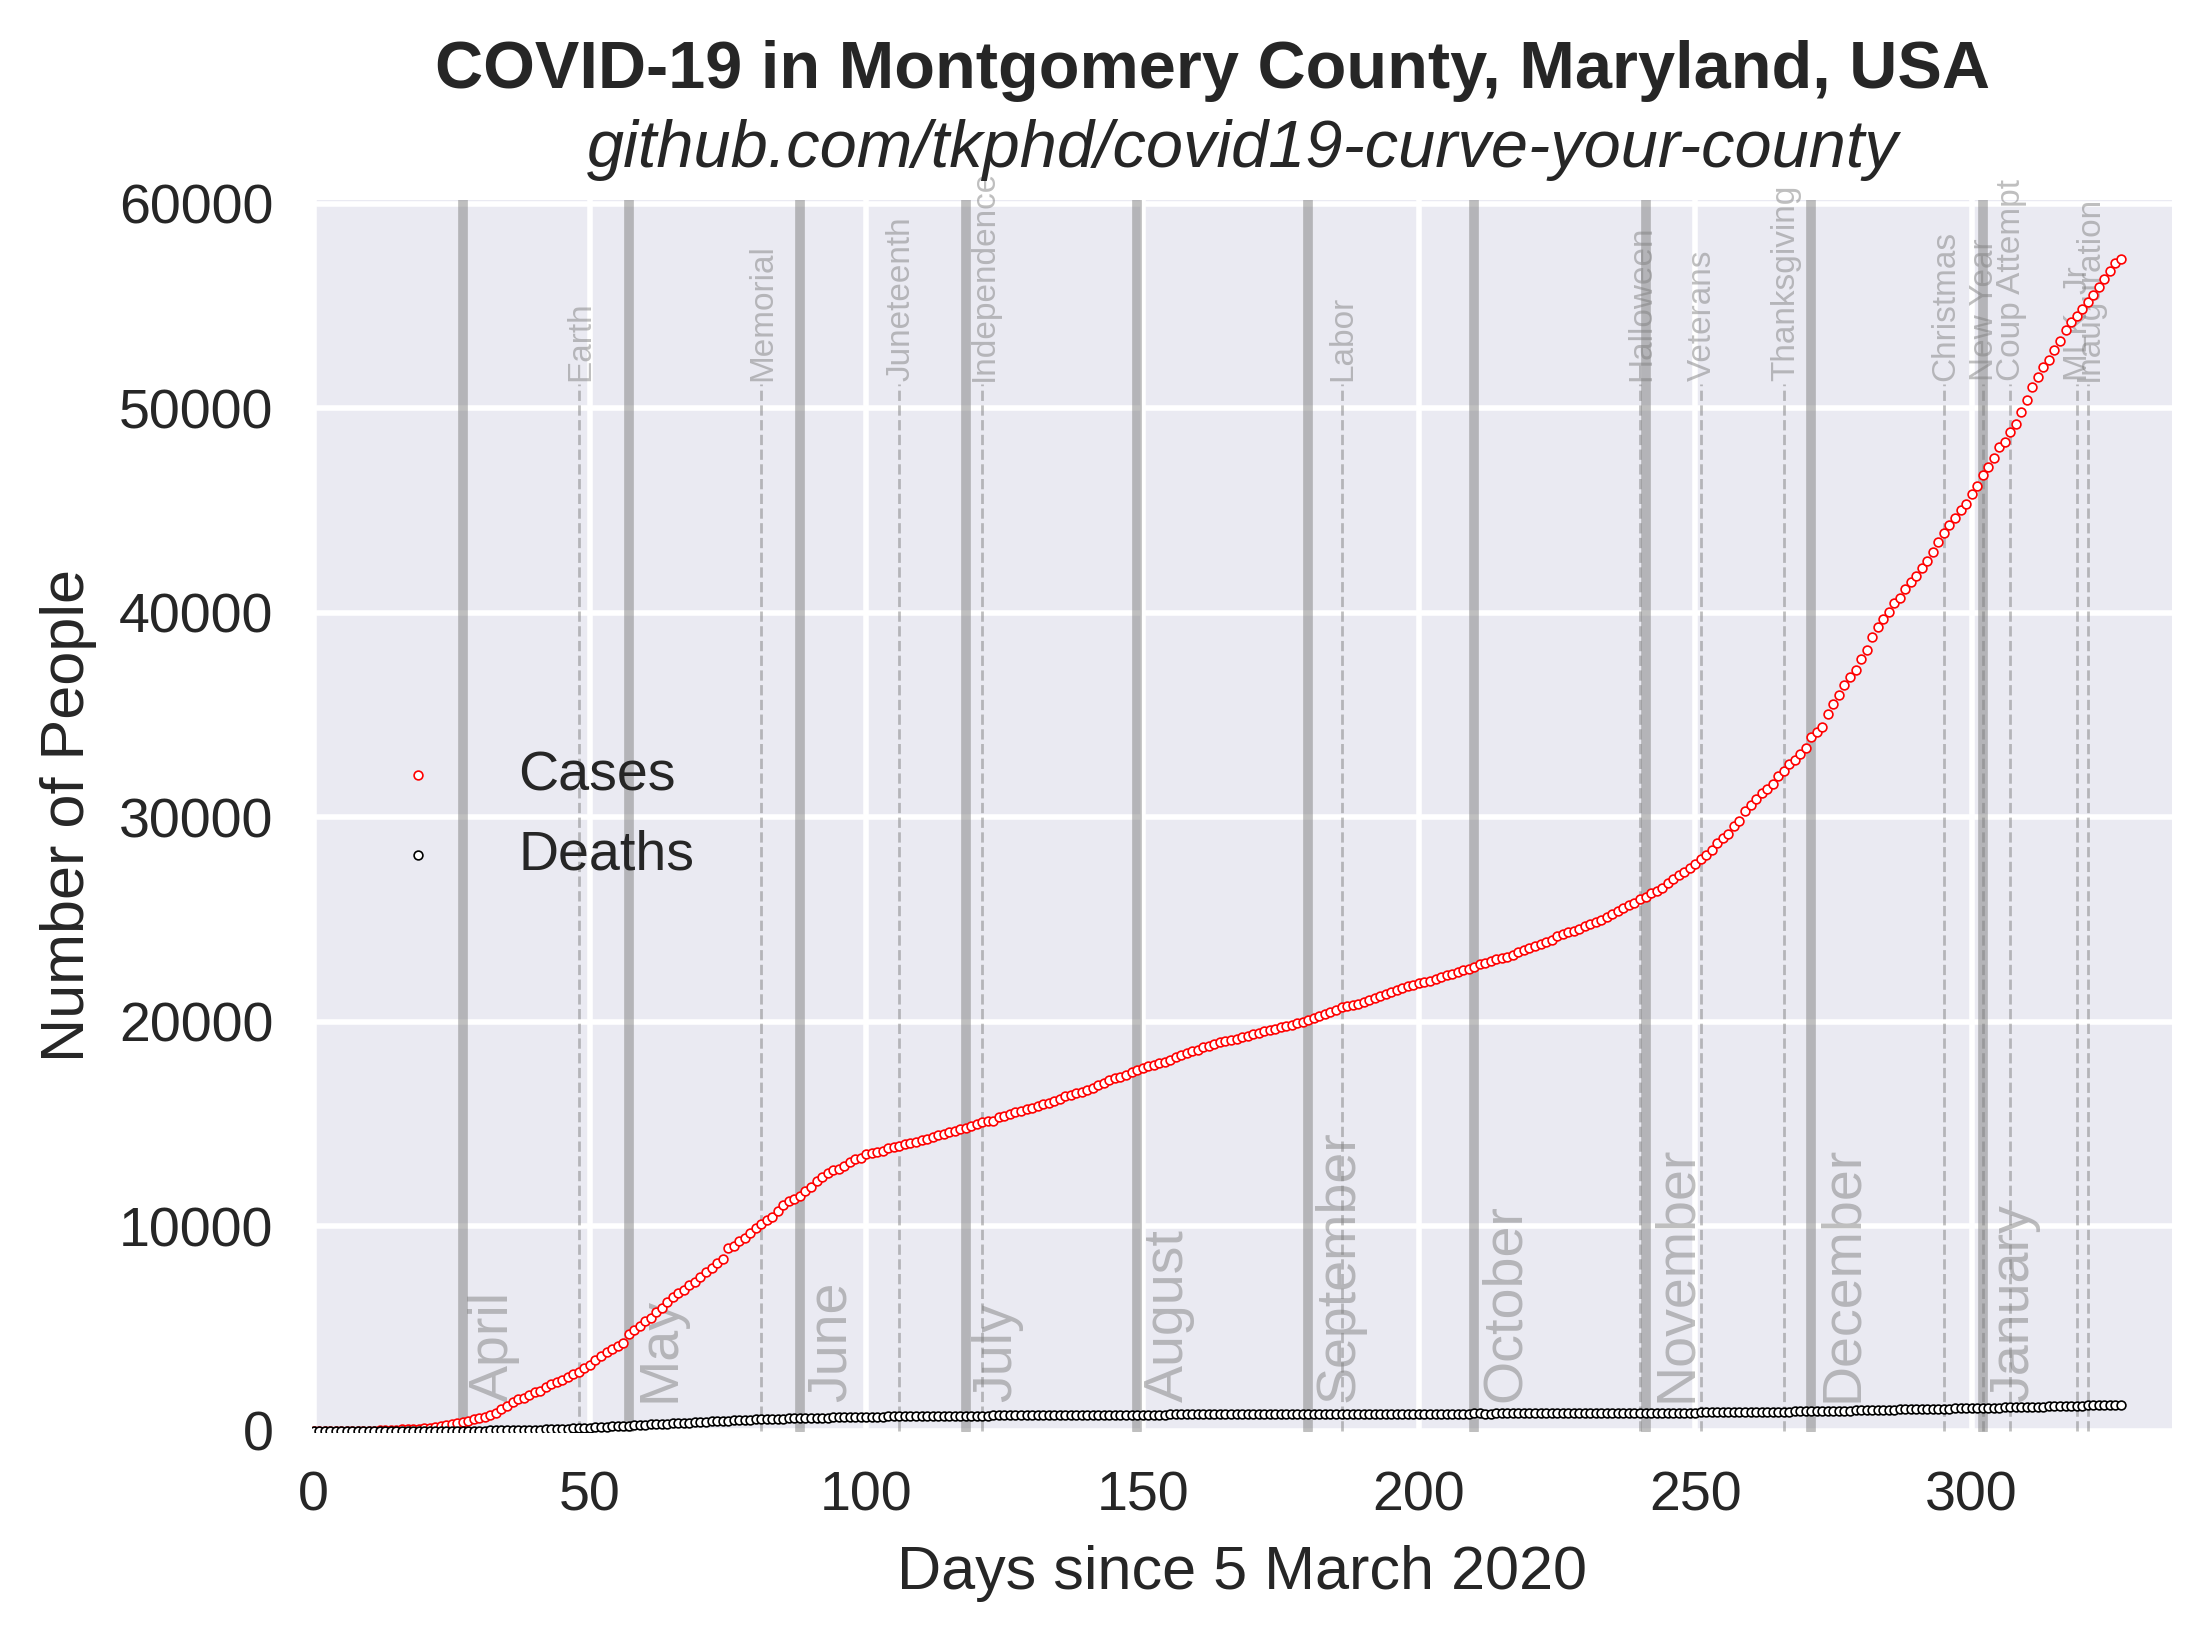 COVID-19 in Montgomery County, Maryland, USA
github.com/tkphd/covid19-curve-your-county
Number of People
60000
50000
40000
30000
20000
10000
0
Earth
Memorial
Juneteenth
Independence
Labor
Halloween
Veterans
Thanksgiving
Christmas
New Year
Coup Attempt
MLK Jr
Inauguration
Cases
Deaths
April
May
June
July
August
September
October
November
December
January
0 50 100 150 200 250 300
Days since 5 March 2020